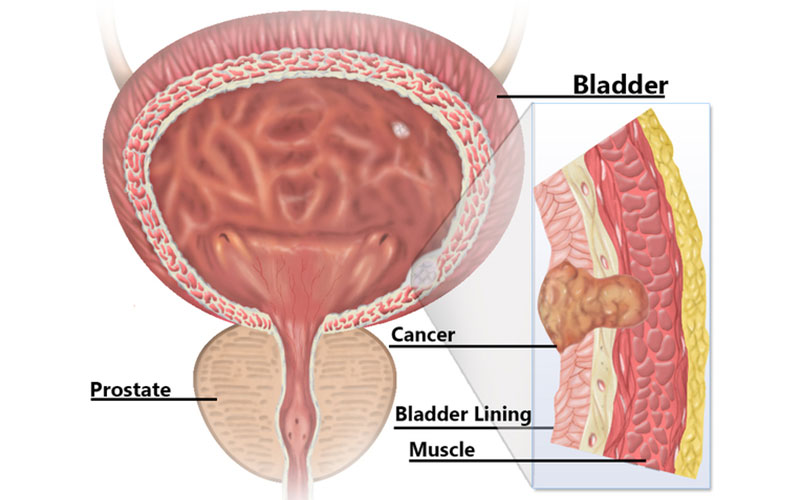 Bladder
Cancer
Prostate
Bladder Lining
Muscle